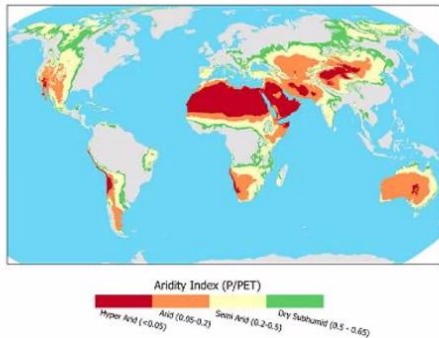 Aridity Index (P/PET)
Hyper Arid (<0.05)
Arid (0.05-0.2)
Semi Arid (0.2-0.5)
Dry Subhumid (0.5 - 0.65)